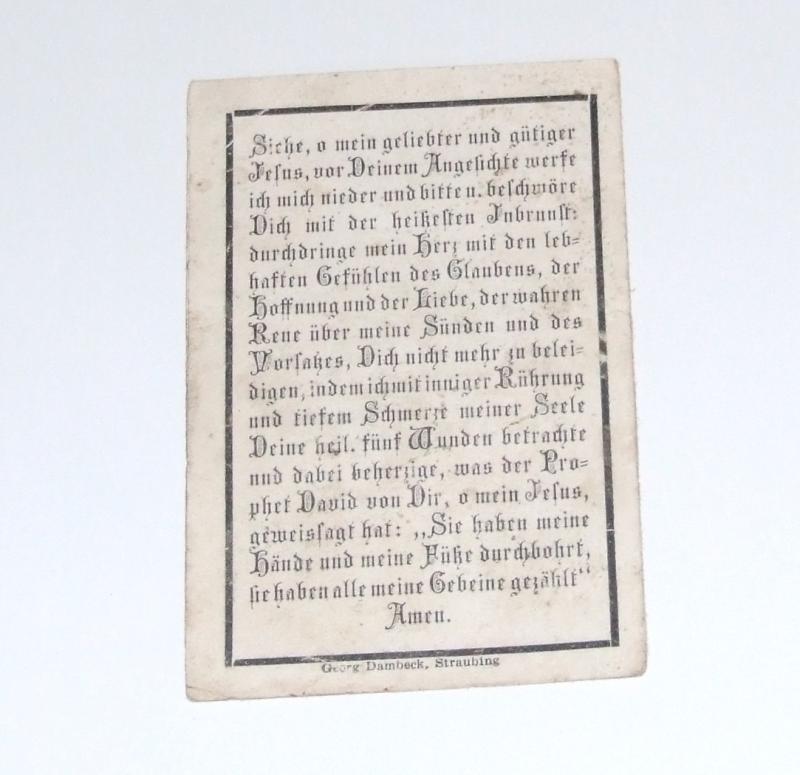 Siehe, o mein geliebter und gütiger
Jesus, vor Deinem Angesichte werfe
ich mich nieder und bitte u. beschwöre
Dich mit der heißesten Inbrunst:
durchdringe mein Herz mit den leb-
haften Gefühlen des Glaubens, der
Hoffnung und der Liebe, der wahren
Reue über meine Sünden und des
Vorsatzes, Dich nicht mehr zu belei-
digen, indem ich mit inniger Rührung
und tiefem Schmerze meiner Seele
Deine heil. fünf Wunden betrachte
und dabei beherzige, was der Pro-
phet David von Dir, o mein Jesus,
geweissagt hat: „Sie haben meine
Hände und meine Füße durchbohrt,
sie haben alle meine Gebeine gezählt“
Amen.
Georg Dambeck, Straubing